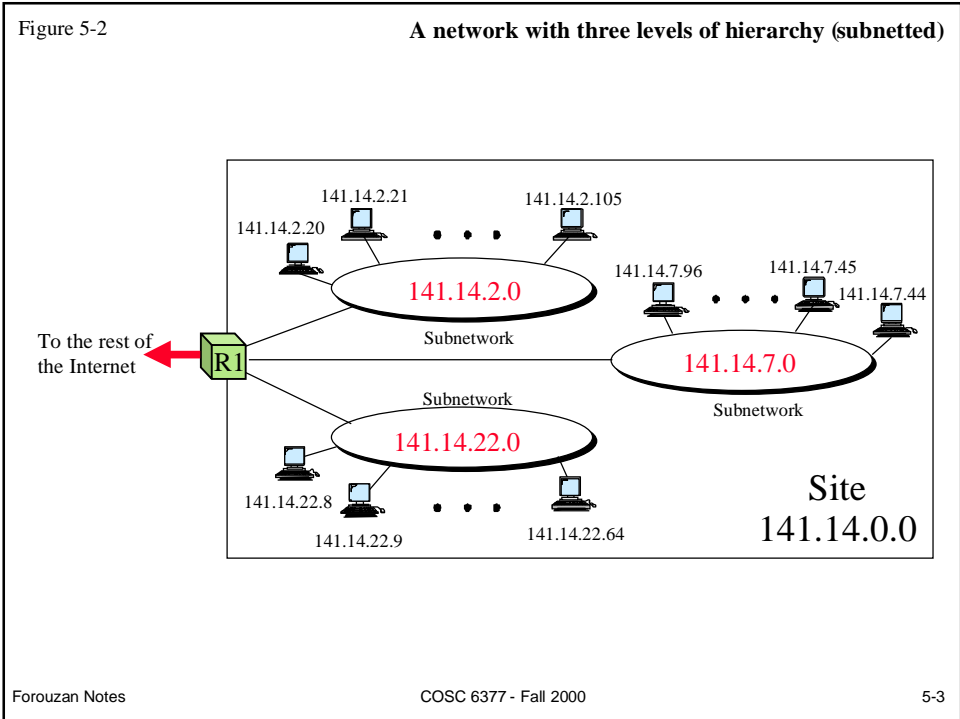 Figure 5-2
A network with three levels of hierarchy (subnetted)
141.14.2.20
141.14.2.21
141.14.2.105
141.14.2.0
Subnetwork
141.14.7.96
141.14.7.45
141.14.7.44
141.14.7.0
Subnetwork
To the rest of
the Internet
R1
Subnetwork
141.14.22.0
141.14.22.8
141.14.22.9
141.14.22.64
Site
141.14.0.0
Forouzan Notes
COSC 6377 - Fall 2000
5-3